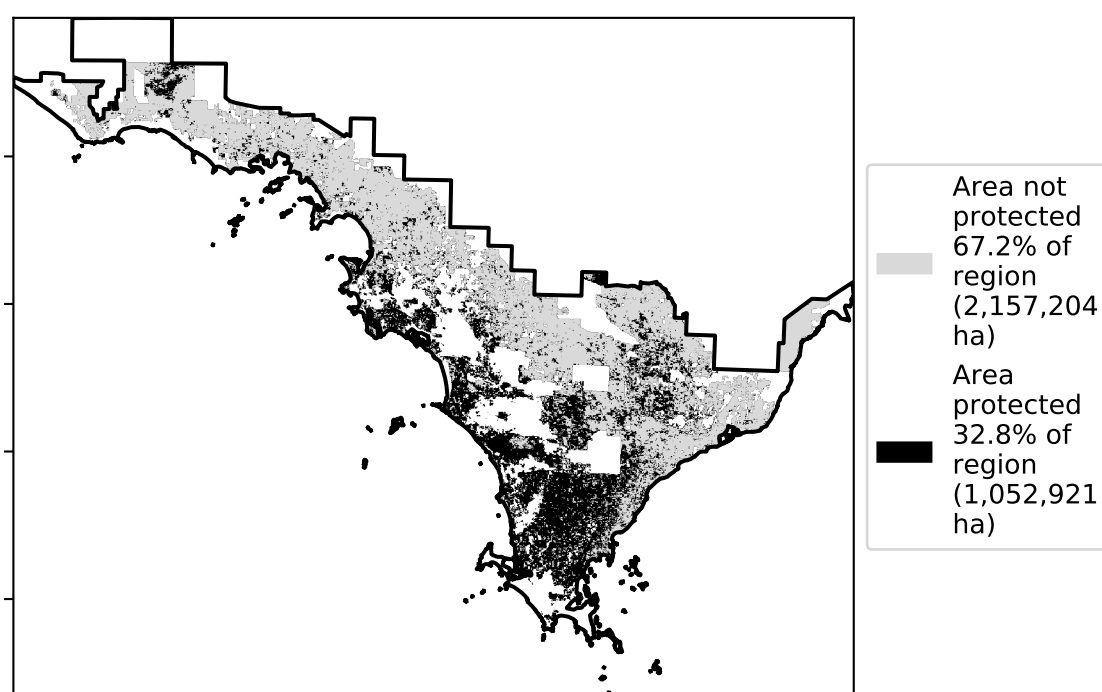 Area not
protected
67.2% of
region
(2,157,204
ha)
Area
protected
32.8% of
region
(1,052,921
ha)